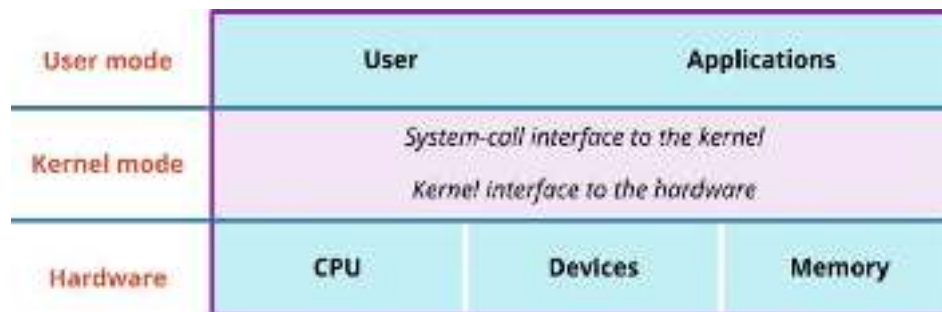 User mode
User Applications
Kernel mode
System-call interface to the kernel
Kernel interface to the hardware
Hardware
CPU Devices Memory